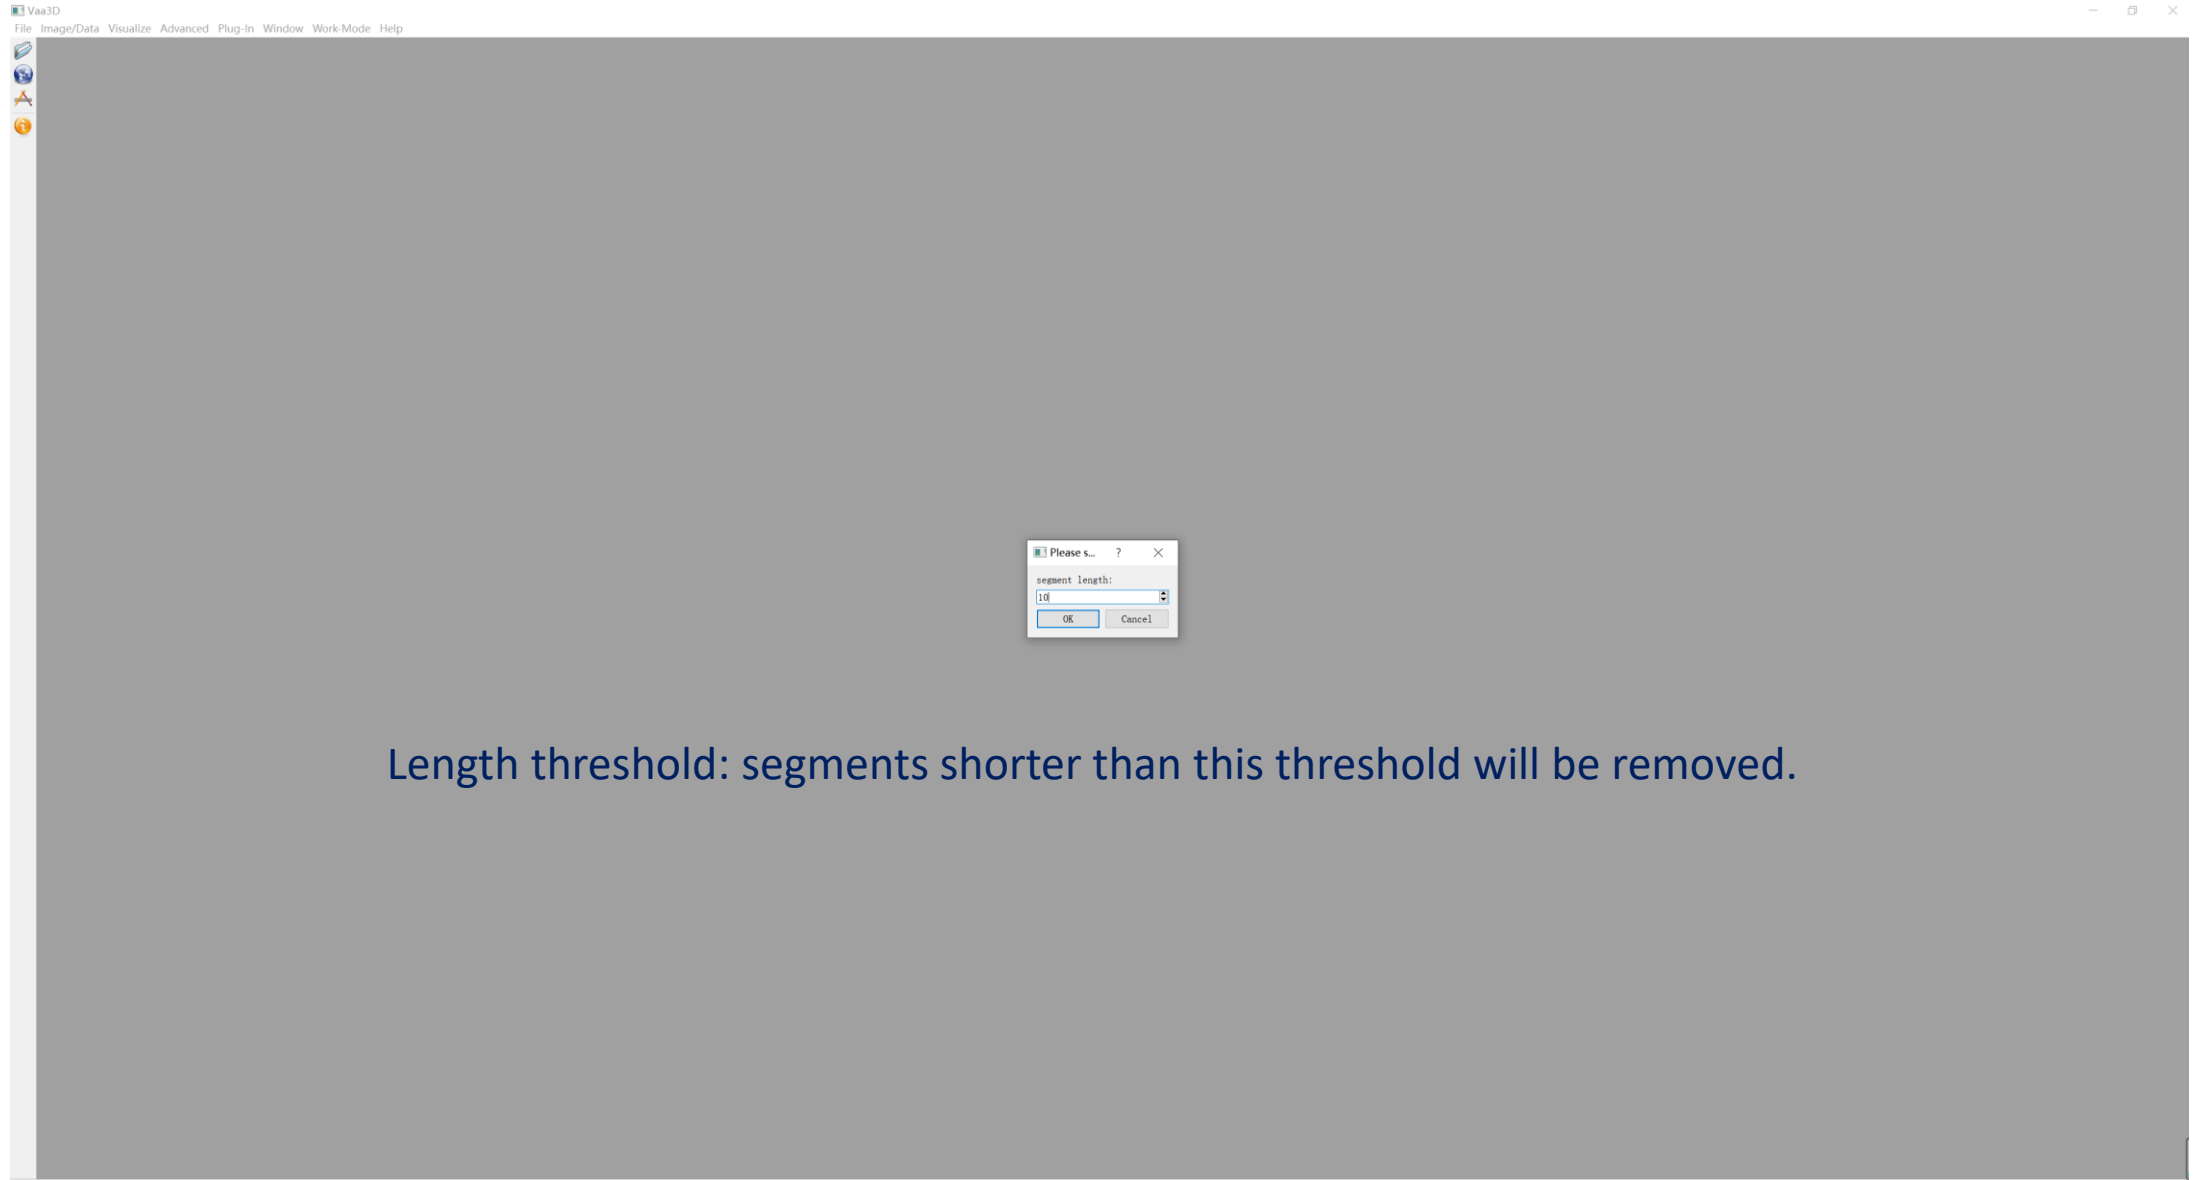 Vaa3D
File Image/Data Visualize Advanced Plug-In Window Work-Mode Help
Please s...
segment length:
10
OK Cancel
Length threshold: segments shorter than this threshold will be removed.